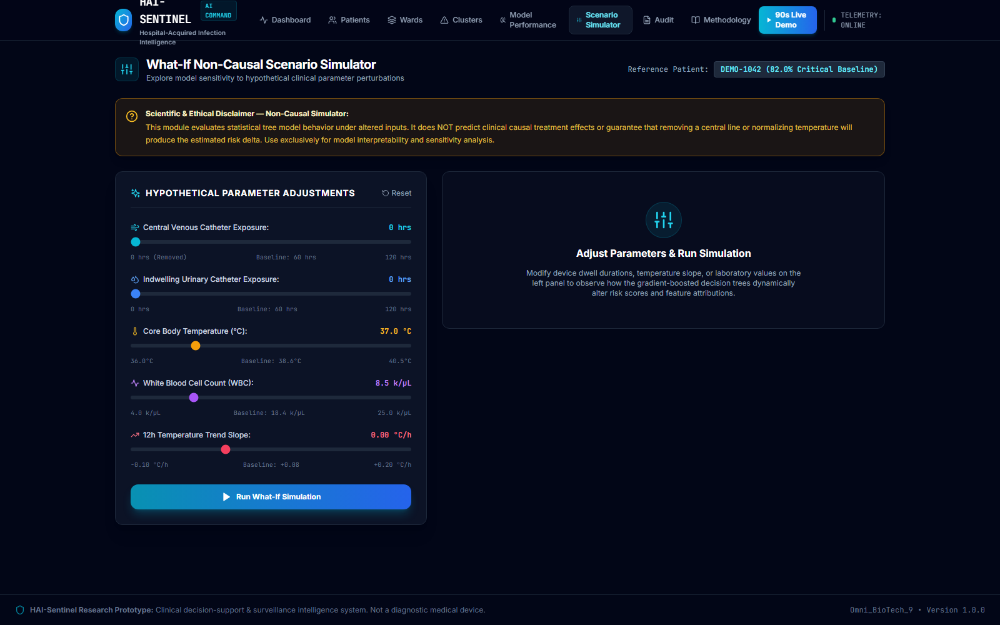 HAI-SENTINEL
AI COMMAND
Hospital-Acquired Infection Intelligence
Dashboard
Patients
Wards
Clusters
Model Performance
Scenario Simulator
Audit
Methodology
90s Live Demo
TELEMETRY: ONLINE
What-If Non-Causal Scenario Simulator
Explore model sensitivity to hypothetical clinical parameter perturbations
Reference Patient: DEMO-1042 (82.0% Critical Baseline)
Scientific & Ethical Disclaimer — Non-Causal Simulator:
This module evaluates statistical tree model behavior under altered inputs. It does NOT predict clinical causal treatment effects or guarantee that removing a central line or normalizing temperature will
produce the estimated risk delta. Use exclusively for model interpretability and sensitivity analysis.
HYPOTHETICAL PARAMETER ADJUSTMENTS
Reset
Central Venous Catheter Exposure: 0 hrs
0 hrs (Removed) Baseline: 60 hrs 120 hrs
Indwelling Urinary Catheter Exposure: 0 hrs
0 hrs Baseline: 60 hrs 120 hrs
Core Body Temperature (°C): 37.0 °C
36.0°C Baseline: 38.6°C 40.5°C
White Blood Cell Count (WBC): 8.5 k/µL
4.0 k/µL Baseline: 18.4 k/µL 25.0 k/µL
12h Temperature Trend Slope: 0.00 °C/h
-0.10 °C/h Baseline: +0.08 +0.20 °C/h
Run What-If Simulation
Adjust Parameters & Run Simulation
Modify device dwell durations, temperature slope, or laboratory values on the
left panel to observe how the gradient-boosted decision trees dynamically
alter risk scores and feature attributions.
HAI-Sentinel Research Prototype: Clinical decision-support & surveillance intelligence system. Not a diagnostic medical device.
Omni_BioTech_9 • Version 1.0.0